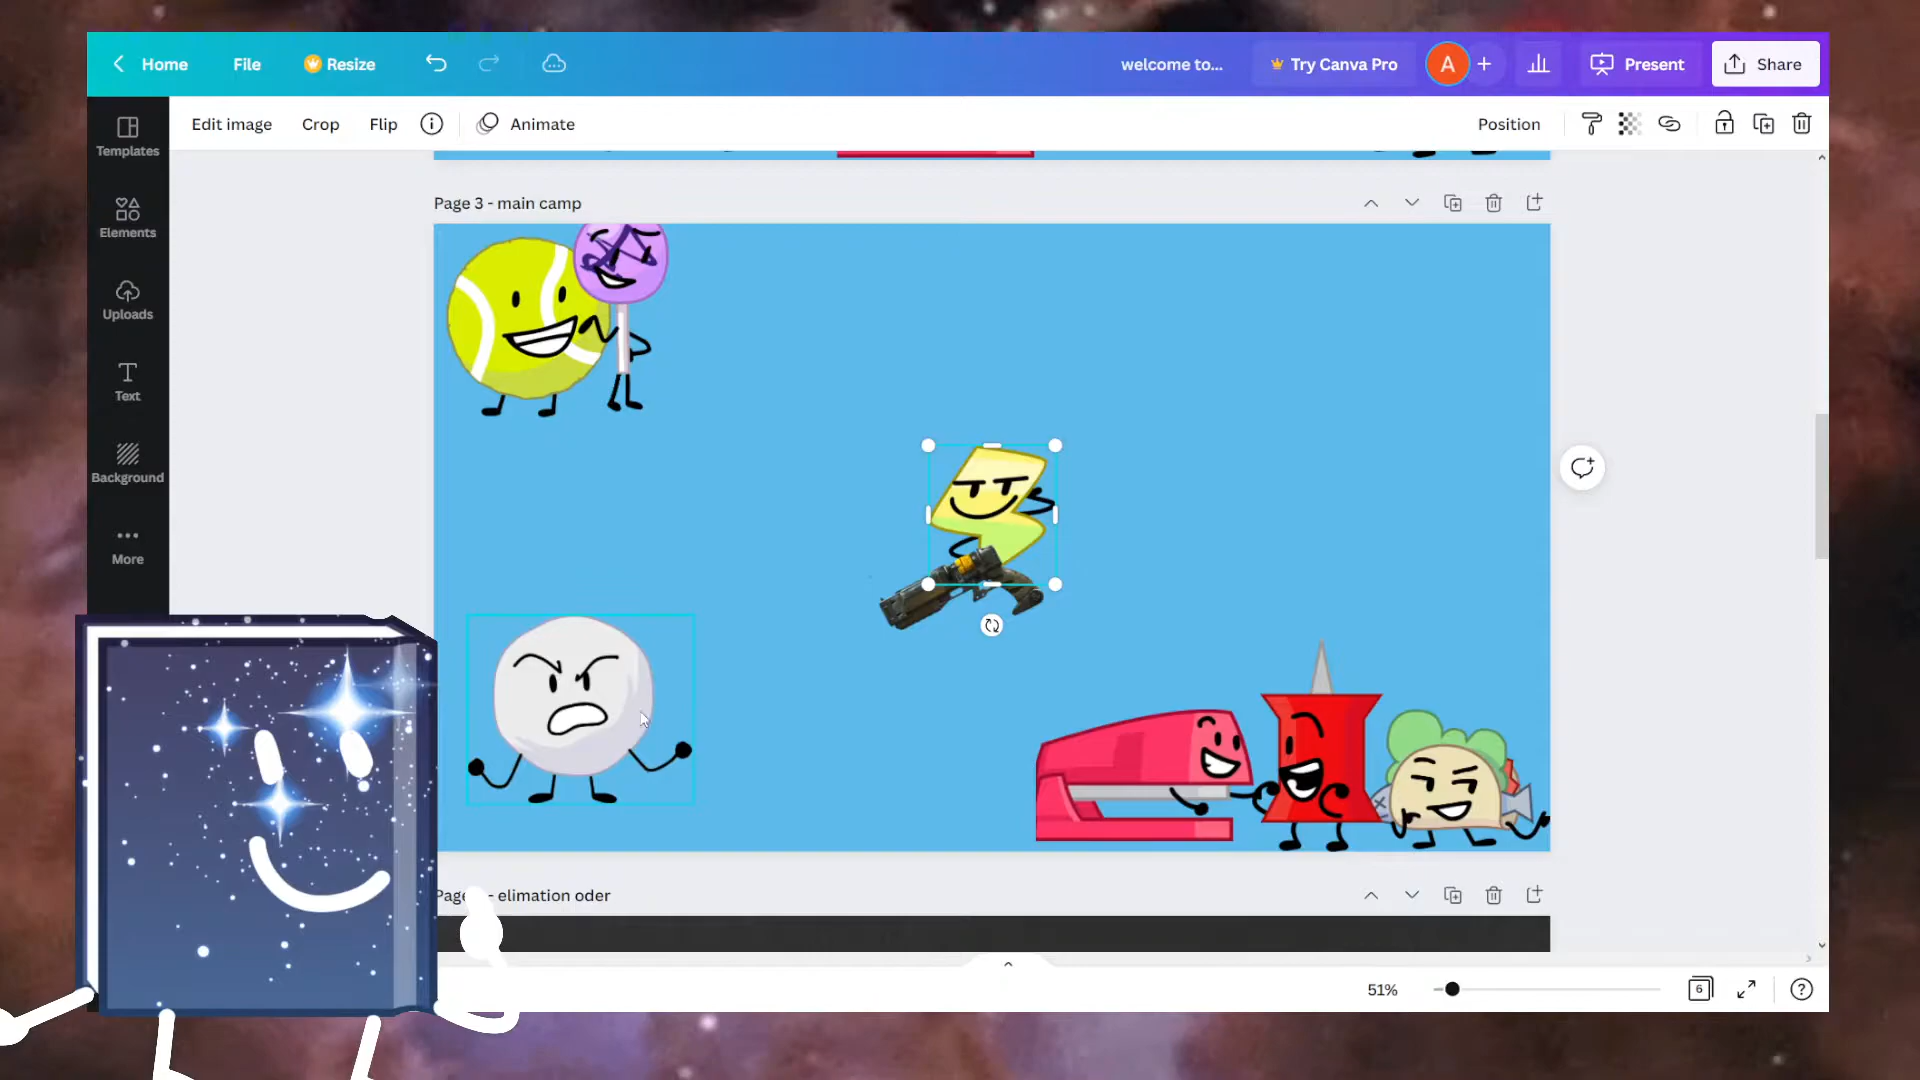 Home File Resize welcome to... Try Canva Pro A Present Share
Edit image Crop Flip Animate Position
Templates
Elements
Uploads
Text
Background
More
Page 3 - main camp
Page - elimation oder
51% 6